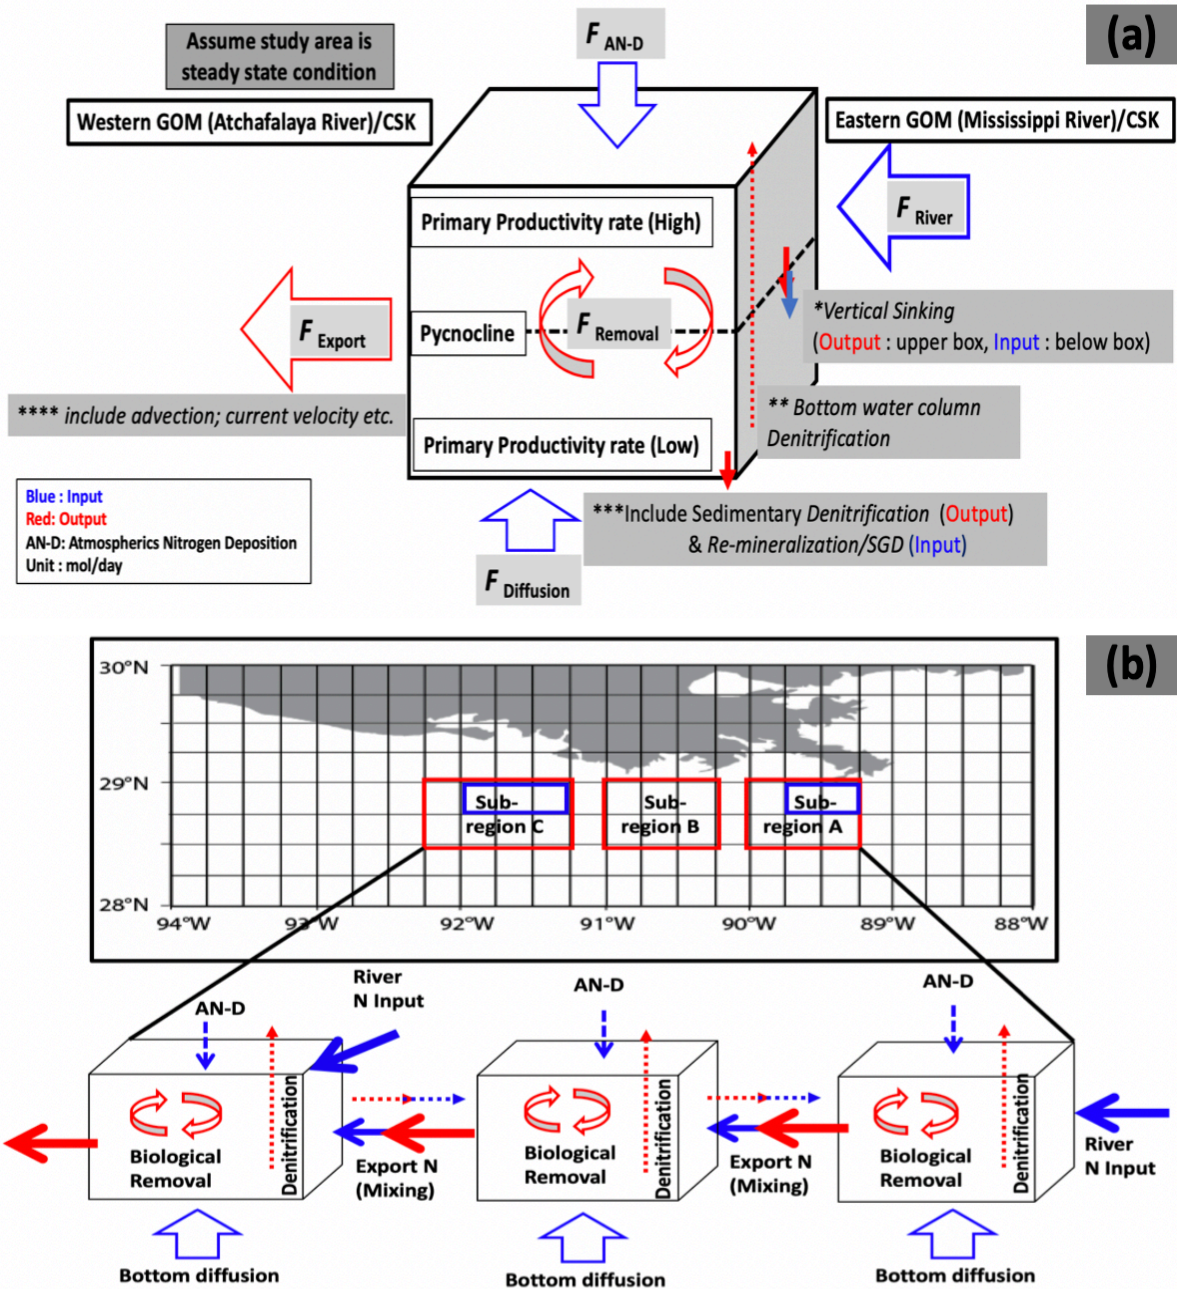 (a)
F AN-D
Assume study area is
steady state condition
Western GOM (Atchafalaya River)/CSK
Eastern GOM (Mississippi River)/CSK
F River
Primary Productivity rate (High)
F Export
Pycnocline
F Removal
*Vertical Sinking
(Output : upper box, Input : below box)
**** include advection; current velocity etc.
** Bottom water column
Denitrification
Primary Productivity rate (Low)
Blue : Input
Red: Output
AN-D: Atmospherics Nitrogen Deposition
Unit : mol/day
***Include Sedimentary Denitrification (Output)
& Re-mineralization/SGD (Input)
F Diffusion
(b)
30°N
29°N
28°N
Sub-
region C
Sub-
region B
Sub-
region A
94°W
93°W
92°W
91°W
90°W
89°W
88°W
River
N Input
AN-D
AN-D
AN-D
Biological
Removal
Denitrification
Export N
(Mixing)
Biological
Removal
Denitrification
Export N
(Mixing)
Biological
Removal
Denitrification
River
N Input
Bottom diffusion
Bottom diffusion
Bottom diffusion